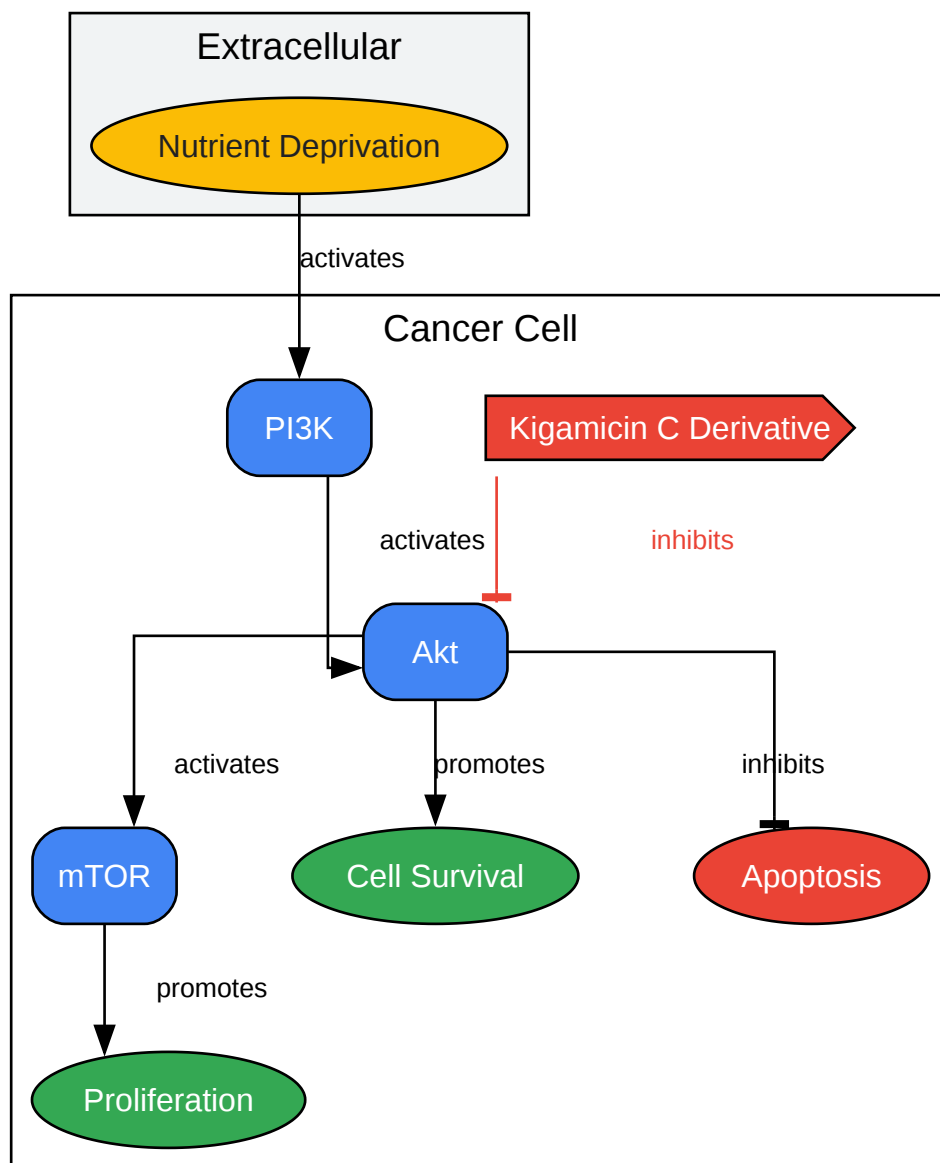 Extracellular
Nutrient Deprivation
activates
Cancer Cell
PI3K
Kigamicin C Derivative
activates
inhibits
Akt
activates
promotes
inhibits
mTOR
Cell Survival
Apoptosis
promotes
Proliferation